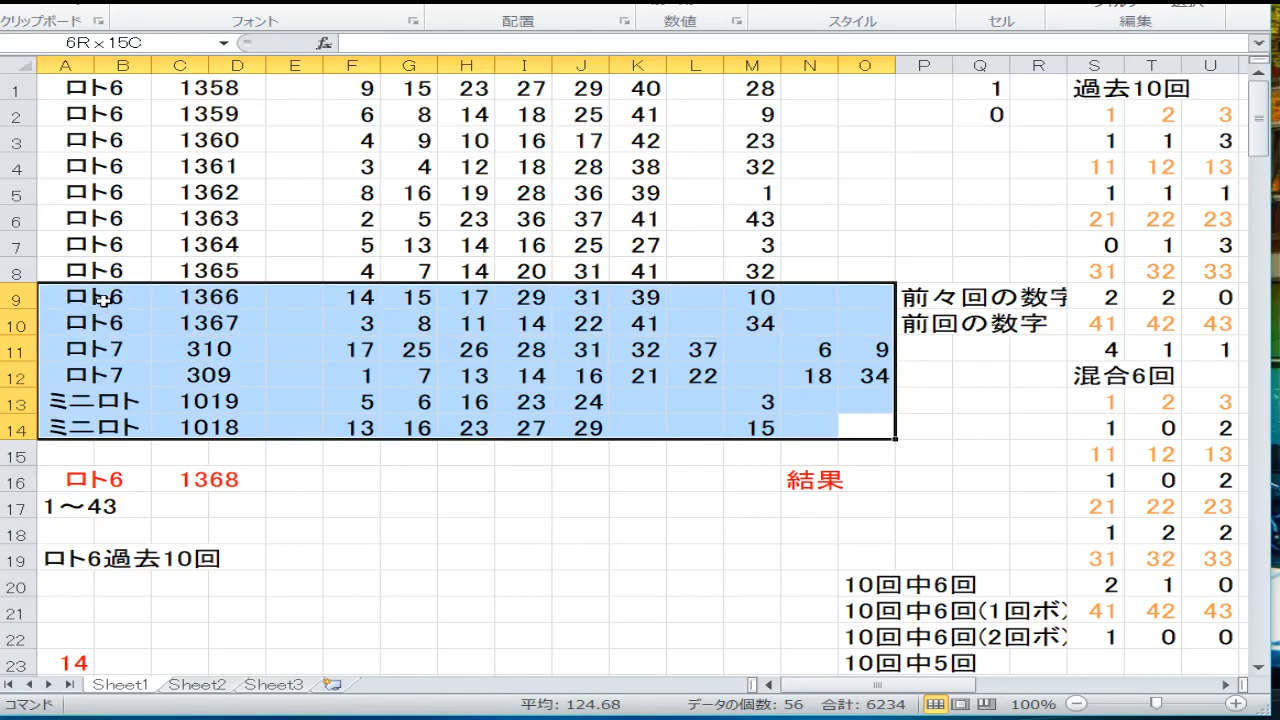 クリップボード フォント 配置 数値 スタイル セル 編集
6R x 15C fx
A B C D E F G H I J K L M N O P Q R S T U
1 ロト6 1358 9 15 23 27 29 40 28 1 過去10回
2 ロト6 1359 6 8 14 18 25 41 9 0 1 2 3
3 ロト6 1360 4 9 10 16 17 42 23 1 1 3
4 ロト6 1361 3 4 12 18 28 38 32 11 12 13
5 ロト6 1362 8 16 19 28 36 39 1 1 1 1
6 ロト6 1363 2 5 23 36 37 41 43 21 22 23
7 ロト6 1364 5 13 14 16 25 27 3 0 1 3
8 ロト6 1365 4 7 14 20 31 41 32 31 32 33
9 ロト6 1366 14 15 17 29 31 39 10 前々回の数字 2 2 0
10 ロト6 1367 3 8 11 14 22 41 34 前回の数字 41 42 43
11 ロト7 310 17 25 26 28 31 32 37 6 9 4 1 1
12 ロト7 309 1 7 13 14 16 21 22 18 34 混合6回
13 ミニロト 1019 5 6 16 23 24 3 1 2 3
14 ミニロト 1018 13 16 23 27 29 15 1 0 2
15 11 12 13
16 ロト6 1368 結果 1 0 2
17 1〜43 21 22 23
18 1 2 2
19 ロト6過去10回 31 32 33
20 10回中6回 2 1 0
21 10回中6回(1回ボ) 41 42 43
22 10回中6回(2回ボ) 1 0 0
23 14 10回中5回
Sheet1 Sheet2 Sheet3
コマンド 平均: 124.68 データの個数: 56 合計: 6234 100%